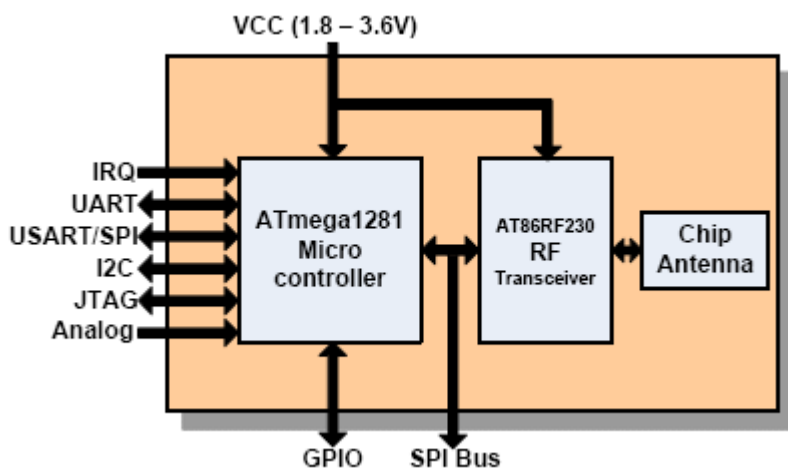 VCC (1.8 – 3.6V)
IRQ
UART
USART/SPI
I2C
JTAG
Analog
ATmega1281
Micro
controller
AT86RF230
RF
Transceiver
Chip
Antenna
GPIO
SPI Bus